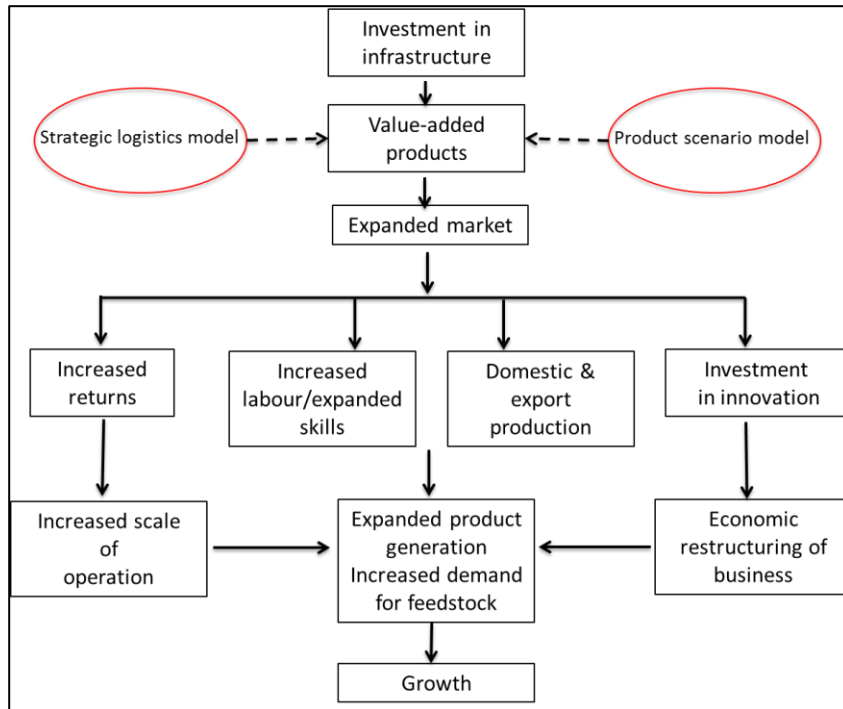 Investment in
infrastructure
Strategic logistics model
Value-added
products
Product scenario model
Expanded market
Increased
returns
Increased
labour/expanded
skills
Domestic &
export
production
Investment
in innovation
Increased scale
of
operation
Expanded product
generation
Increased demand
for feedstock
Economic
restructuring of
business
Growth